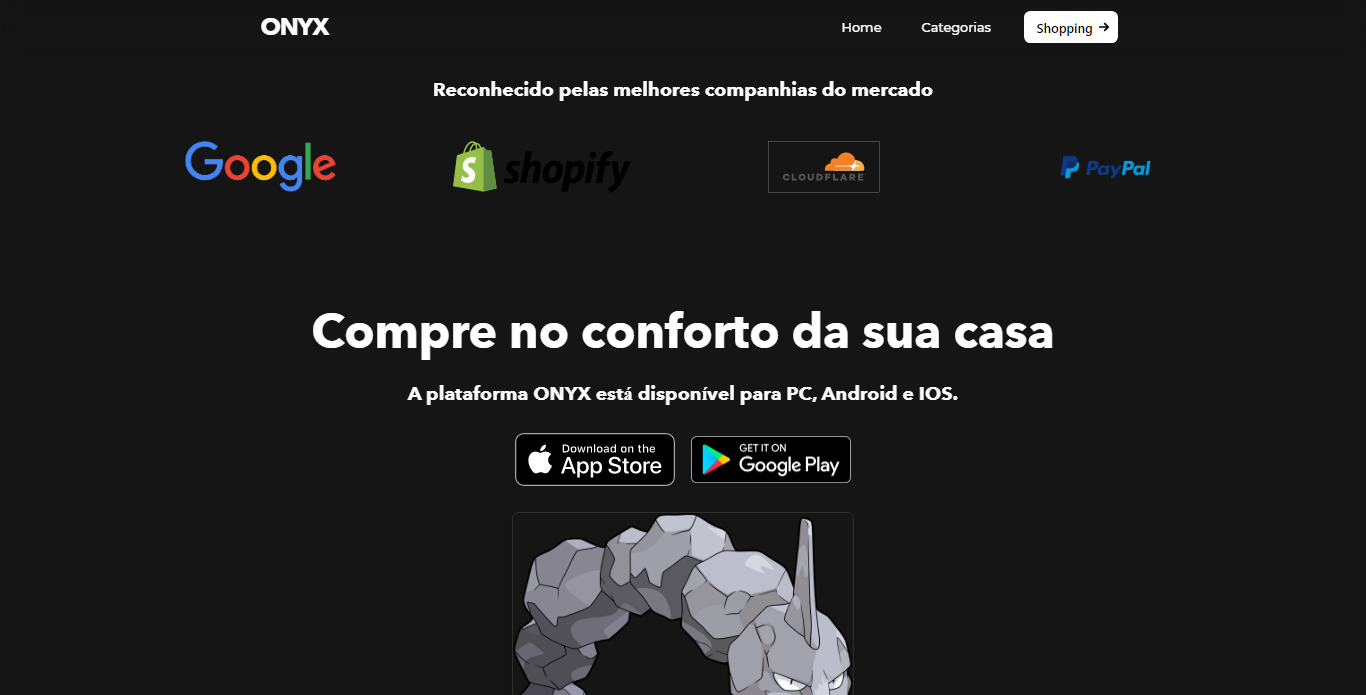 ONYX
Home
Categorias
Shopping →
Reconhecido pelas melhores companhias do mercado
Google
shopify
CLOUDFLARE
PayPal
Compre no conforto da sua casa
A plataforma ONYX está disponível para PC, Android e IOS.
Download on the
App Store
GET IT ON
Google Play